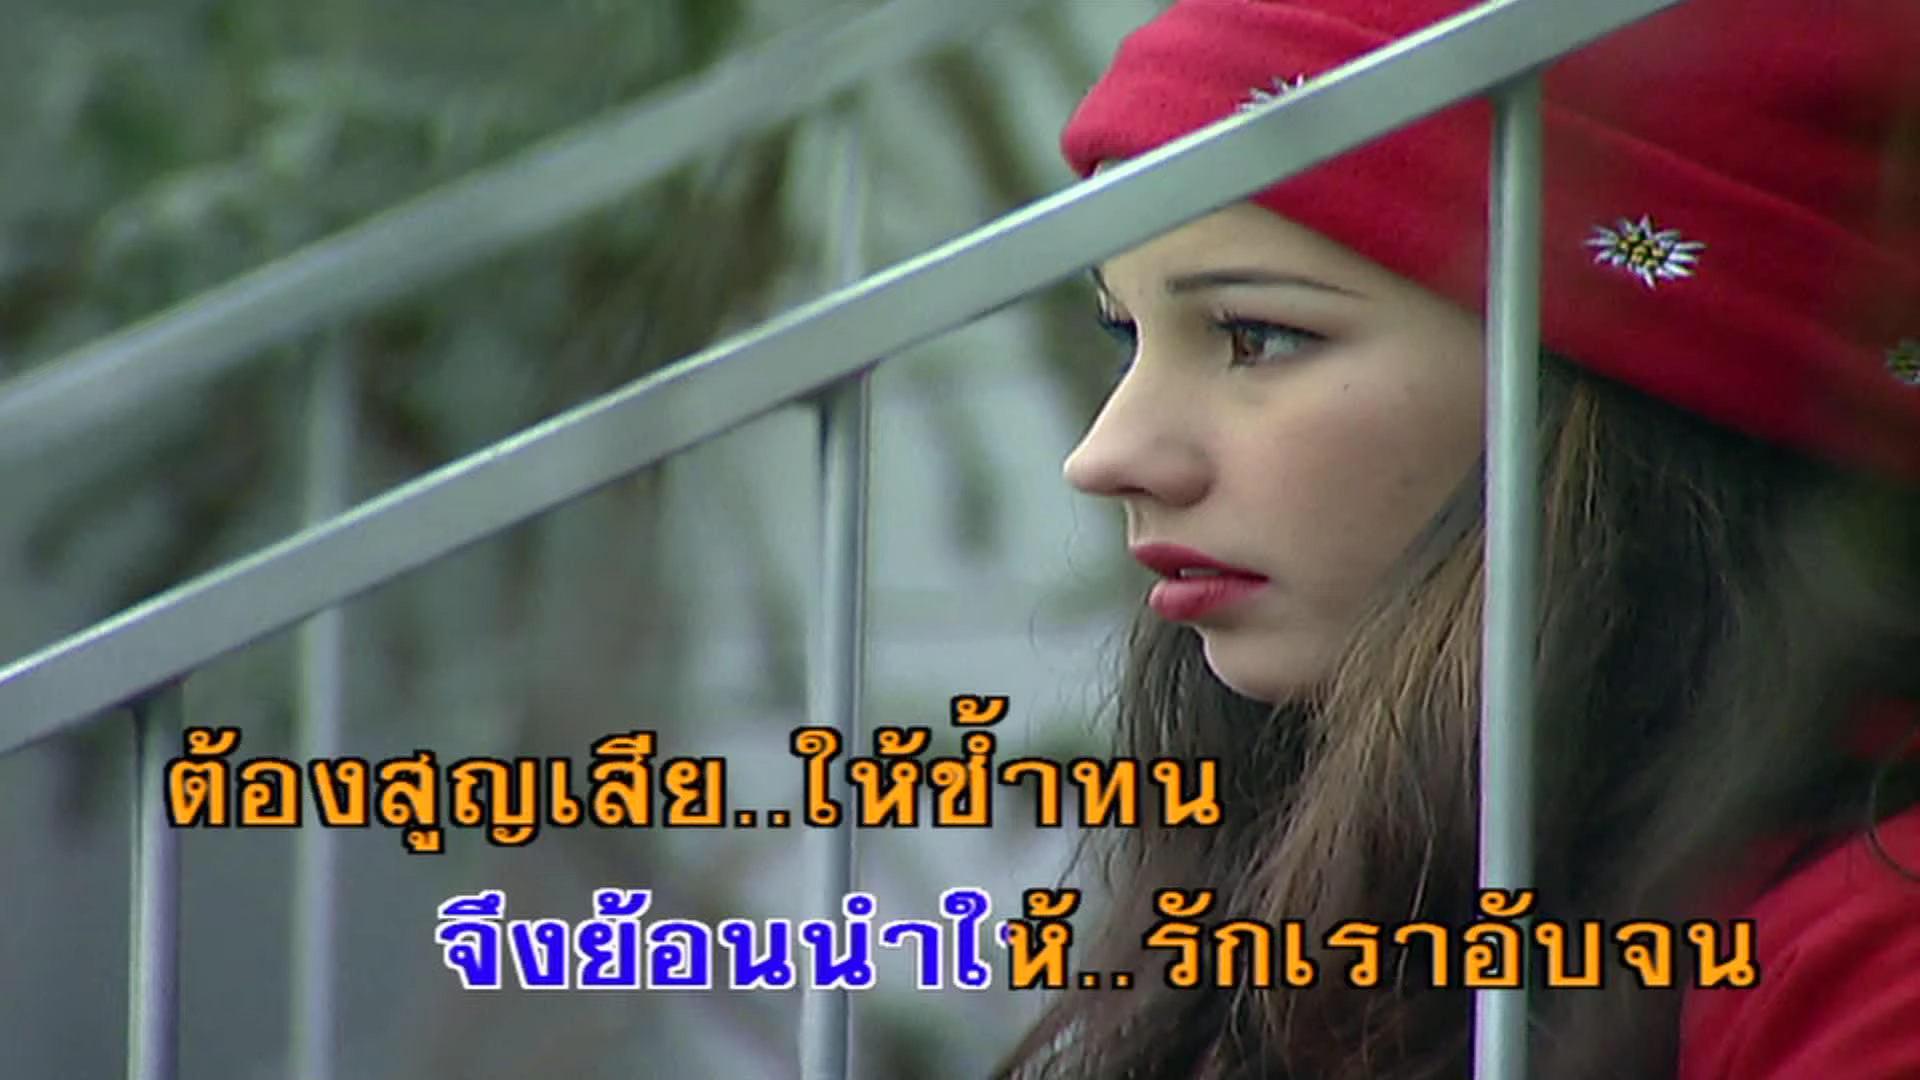 ต้องสูญเสีย..ให้ช้ำทน
จึงย้อนนำให้..รักเราอับจน